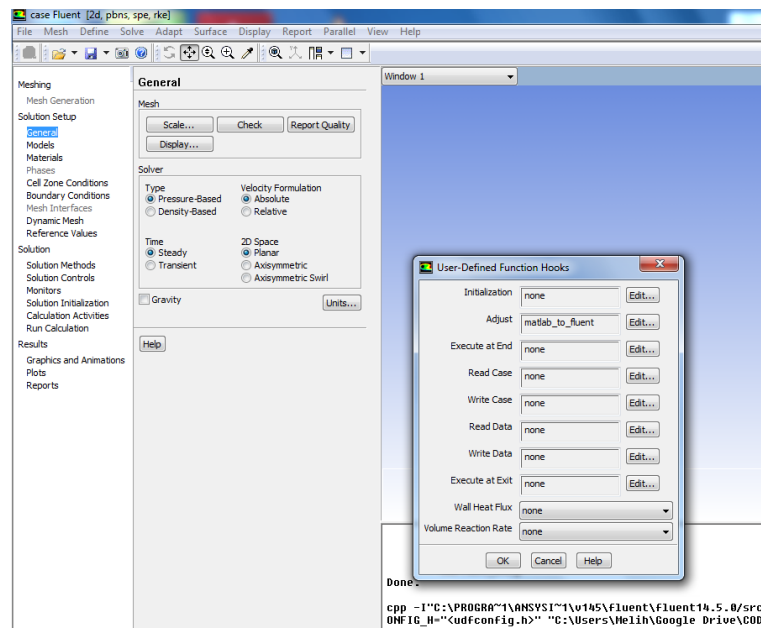 case Fluent [2d, pbns, spe, rke]
File Mesh Define Solve Adapt Surface Display Report Parallel View Help
Meshing
Mesh Generation
Solution Setup
General
Models
Materials
Phases
Cell Zone Conditions
Boundary Conditions
Mesh Interfaces
Dynamic Mesh
Reference Values
Solution
Solution Methods
Solution Controls
Monitors
Solution Initialization
Calculation Activities
Run Calculation
Results
Graphics and Animations
Plots
Reports
General
Mesh
Scale... Check Report Quality
Display...
Solver
Type Velocity Formulation
Pressure-Based Absolute
Density-Based Relative
Time 2D Space
Steady Planar
Transient Axisymmetric
Axisymmetric Swirl
Gravity Units...
Help
Window 1
User-Defined Function Hooks
Initialization none Edit...
Adjust matlab_to_fluent Edit...
Execute at End none Edit...
Read Case none Edit...
Write Case none Edit...
Read Data none Edit...
Write Data none Edit...
Execute at Exit none Edit...
Wall Heat Flux none
Volume Reaction Rate none
OK Cancel Help
Done.
cpp -I"C:\PROGRA~1\ANSYSI~1\v145\fluent\fluent14.5.0/src
ONFIG_H="<udfconfig.h>" "C:\Users\Melih\Google Drive\COD